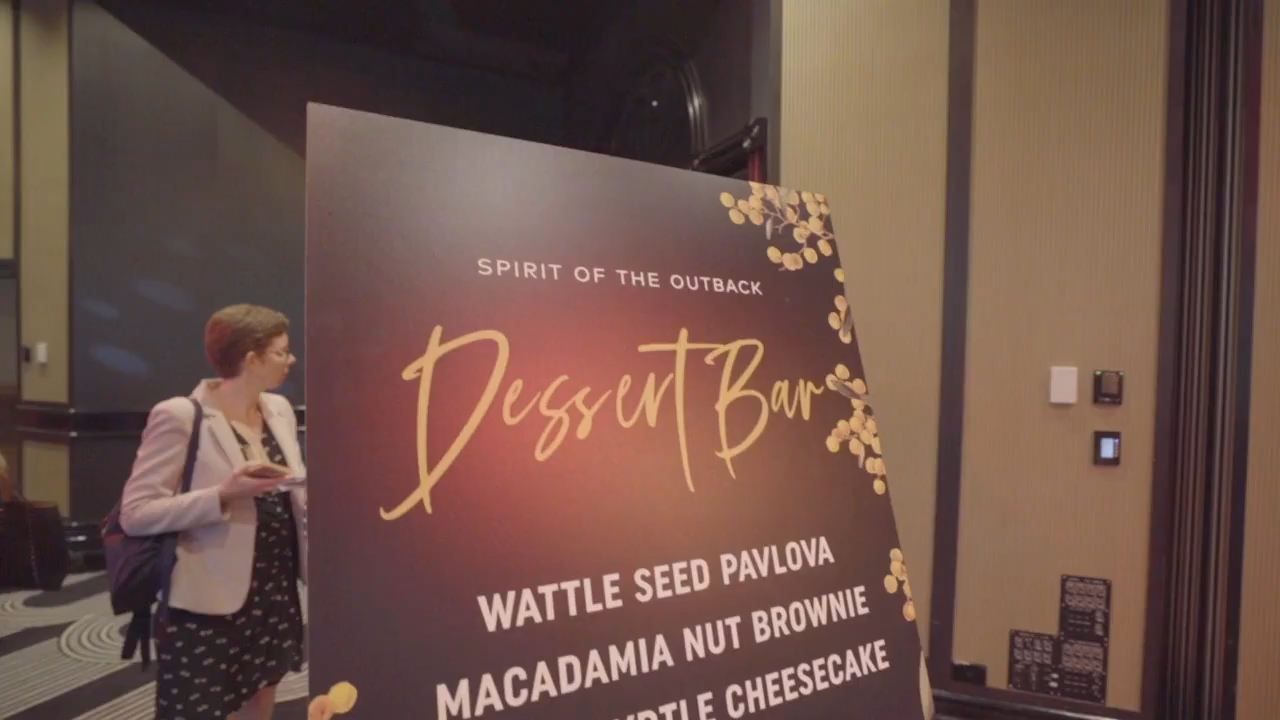 SPIRIT OF THE OUTBACK
Dessert Bar
WATTLE SEED PAVLOVA
MACADAMIA NUT BROWNIE
CHEESECAKE